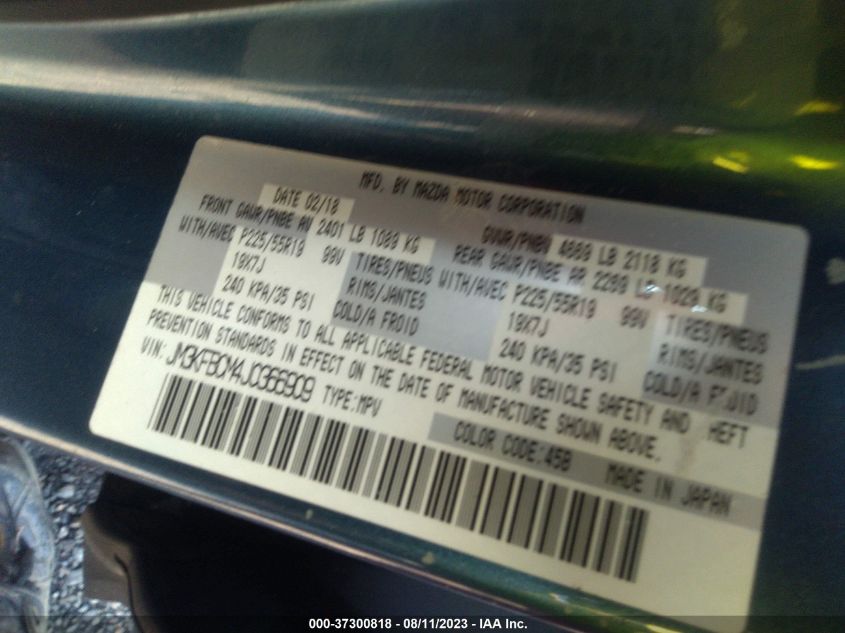 MFD. BY MAZDA MOTOR CORPORATION
DATE 02/18 GVWR/PNBV 4669 LB 2118 KG
FRONT GAWR/PNBE AV 2401 LB 1089 KG REAR GAWR/PNBE AR 2269 LB 1029 KG
WITH/AVEC P225/55R19 99V TIRES/PNEUS WITH/AVEC P225/55R19 99V TIRES/PNEUS
19X7J RIMS/JANTES 19X7J RIMS/JANTES
240 KPA/35 PSI COLD/A FROID 240 KPA/35 PSI COLD/A FROID
THIS VEHICLE CONFORMS TO ALL APPLICABLE FEDERAL MOTOR VEHICLE SAFETY AND HEFT
PREVENTION STANDARDS IN EFFECT ON THE DATE OF MANUFACTURE SHOWN ABOVE.
VIN: JM3KFBCM4J0366909 TYPE:MPV
COLOR CODE:45B MADE IN JAPAN
000-37300818 - 08/11/2023 - IAA Inc.